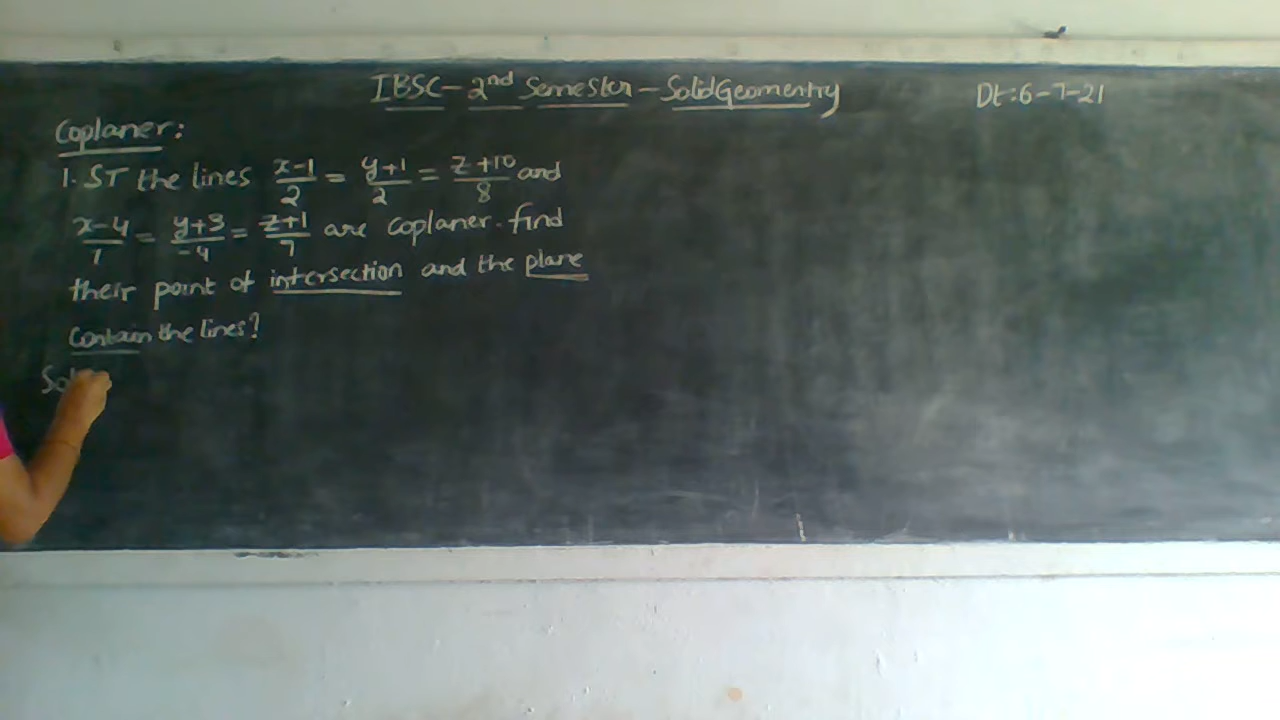 IBSC-2nd Semester-Solid Geometry
Dt:6-7-21
Coplaner:
1. ST the lines x-1/2 = y+1/2 = z+10/8 and
x-4/1 = y+3/-4 = z+1/7 are coplaner. find
their point of intersection and the plane
Contain the lines?